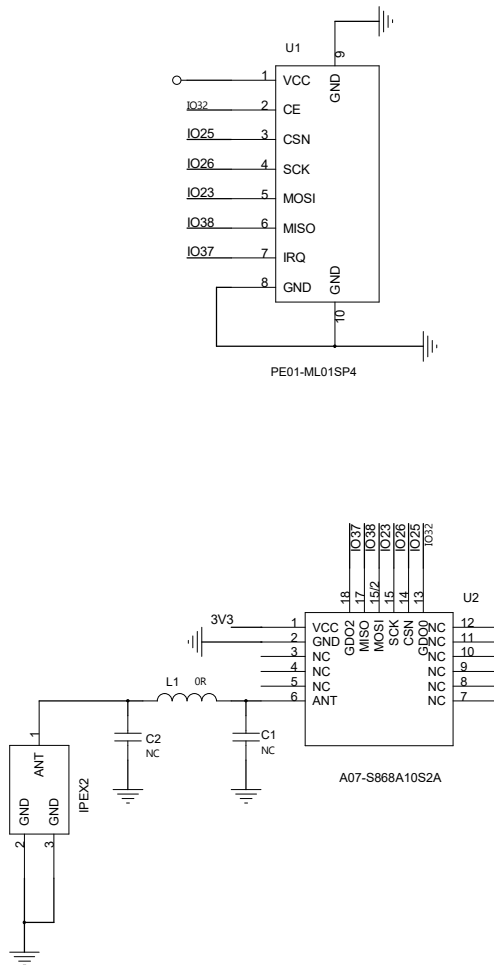 U1
9
GND
1 VCC
IO32 2 CE
IO25 3 CSN
IO26 4 SCK
IO23 5 MOSI
IO38 6 MISO
IO37 7 IRQ
8 GND
GND
10
PE01-ML01SP4
IO37 IO38 IO23 IO26 IO25 IO32
18 17 15/2 15 14 13
U2
GDO2 MISO MOSI SCK CSN GDO0
3V3 1 VCC NC 12
2 GND NC 11
3 NC NC 10
4 NC NC 9
5 NC NC 8
6 ANT NC 7
L1 0R
C2
NC
C1
NC
A07-S868A10S2A
1
ANT
IPEX2
GND GND
2 3